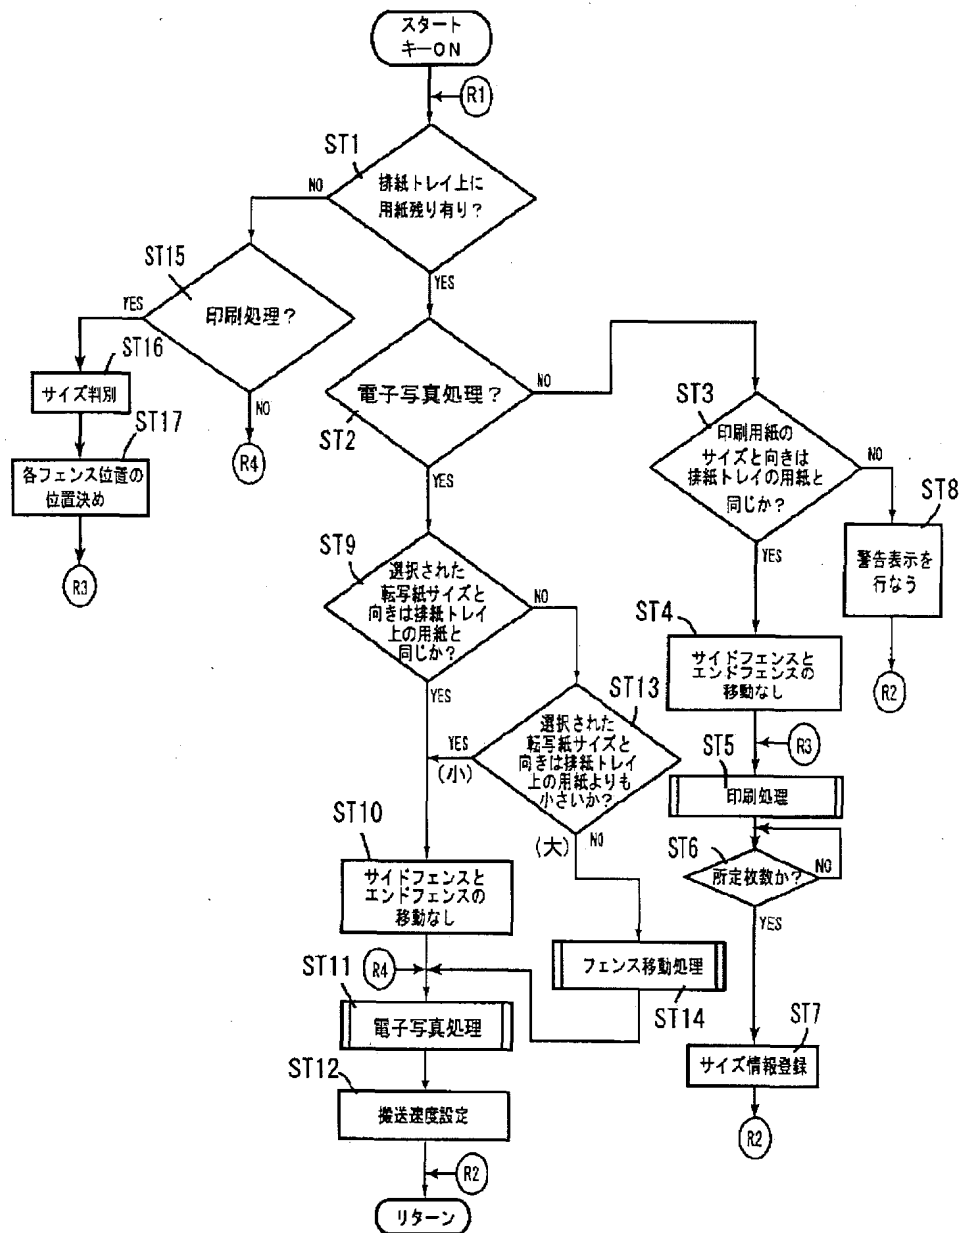 スタート
キーON
R1
ST1
排紙トレイ上に
用紙残り有り？
NO
YES
ST15
印刷処理？
YES
NO
R4
ST16
サイズ判別
ST17
各フェンス位置の
位置決め
R3
ST2
電子写真処理？
NO
YES
ST3
印刷用紙の
サイズと向きは
排紙トレイの用紙と
同じか？
NO
YES
ST8
警告表示を
行なう
R2
ST4
サイドフェンスと
エンドフェンスの
移動なし
R3
ST5
印刷処理
ST6
所定枚数か？
NO
YES
ST7
サイズ情報登録
R2
ST9
選択された
転写紙サイズと
向きは排紙トレイ
上の用紙と
同じか？
NO
YES
ST13
選択された
転写紙サイズと
向きは排紙トレイ
上の用紙よりも
小さいか？
YES
(小)
(大)
NO
ST10
サイドフェンスと
エンドフェンスの
移動なし
フェンス移動処理
ST14
R4
ST11
電子写真処理
ST12
搬送速度設定
R2
リターン